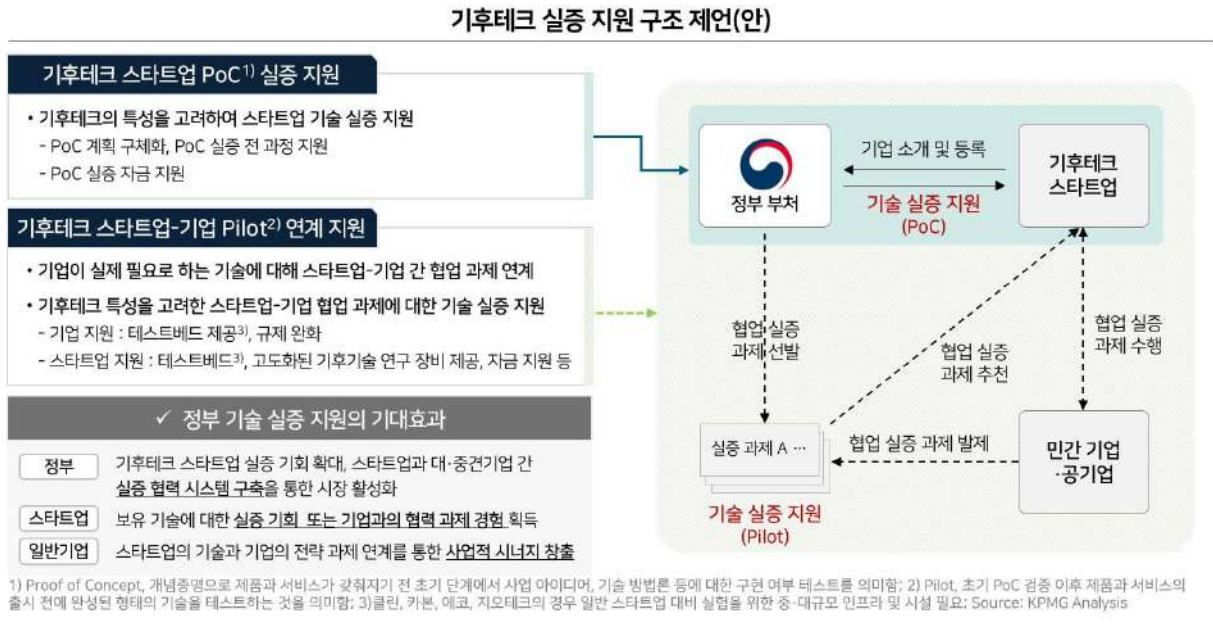 기후테크 실증 지원 구조 제언(안)
기후테크 스타트업 PoC1) 실증 지원
• 기후테크의 특성을 고려하여 스타트업 기술 실증 지원
- PoC 계획 구체화, PoC 실증 전 과정 지원
- PoC 실증 자금 지원
기후테크 스타트업-기업 Pilot2) 연계 지원
• 기업이 실제 필요로 하는 기술에 대해 스타트업-기업 간 협업 과제 연계
• 기후테크 특성을 고려한 스타트업-기업 협업 과제에 대한 기술 실증 지원
- 기업 지원 : 테스트베드 제공3), 규제 완화
- 스타트업 지원 : 테스트베드3), 고도화된 기후기술 연구 장비 제공, 자금 지원 등
✓ 정부 기술 실증 지원의 기대효과
정부
기후테크 스타트업 실증 기회 확대, 스타트업과 대·중견기업 간
실증 협력 시스템 구축을 통한 시장 활성화
스타트업
보유 기술에 대한 실증 기회 또는 기업과의 협력 과제 경험 획득
일반기업
스타트업의 기술과 기업의 전략 과제 연계를 통한 사업적 시너지 창출
정부 부처
기업 소개 및 등록
기술 실증 지원
(PoC)
기후테크
스타트업
협업 실증
과제 선발
협업 실증
과제 추천
협업 실증
과제 수행
실증 과제 A ···
협업 실증 과제 발제
민간 기업
·공기업
기술 실증 지원
(Pilot)
1) Proof of Concept, 개념증명으로 제품과 서비스가 갖춰지기 전 초기 단계에서 사업 아이디어, 기술 방법론 등에 대한 구현 여부 테스트를 의미함; 2) Pilot, 초기 PoC 검증 이후 제품과 서비스의
출시 전에 완성된 형태의 기술을 테스트하는 것을 의미함; 3)클린, 카본, 에코, 지오테크의 경우 일반 스타트업 대비 실험을 위한 중·대규모 인프라 및 시설 필요; Source: KPMG Analysis